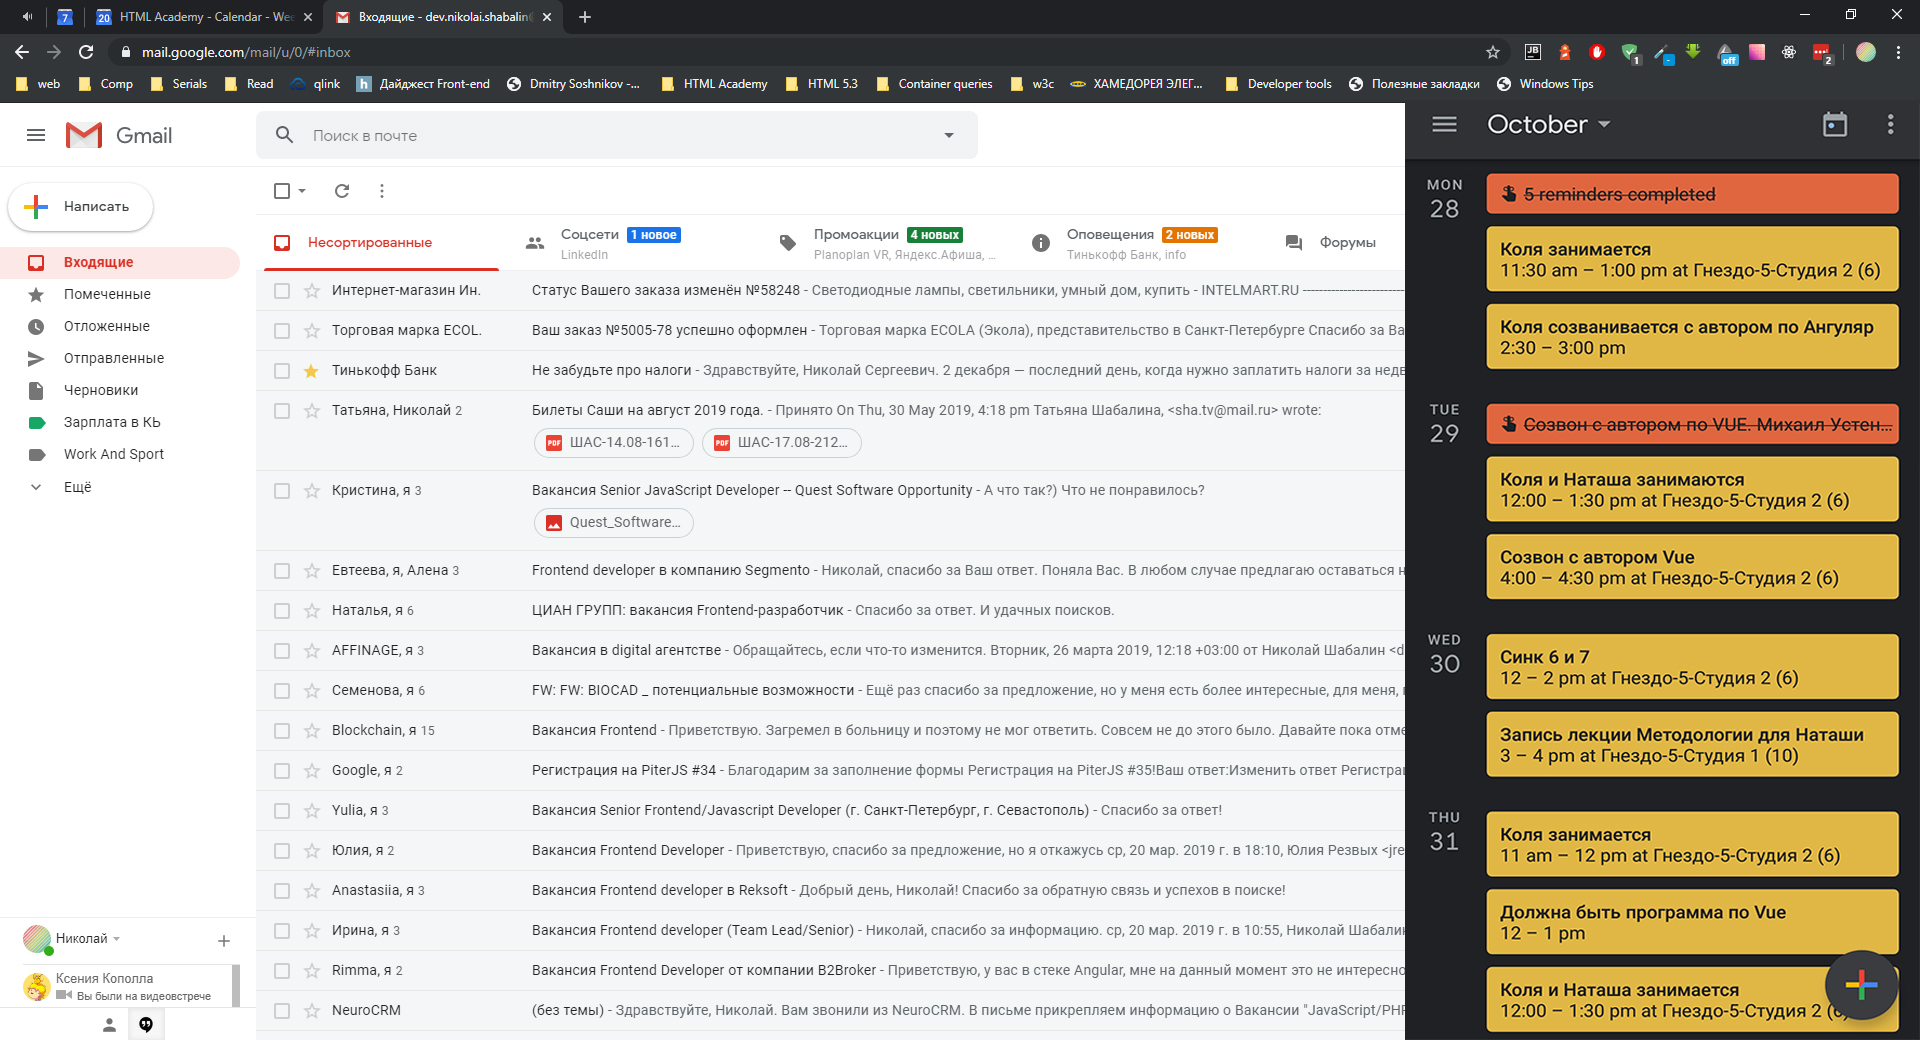 7
20
HTML Academy - Calendar - Wee
Входящие - dev.nikolai.shabalin
mail.google.com/mail/u/0/#inbox
JB
1
off
2
web
Comp
Serials
Read
qlink
h
Дайджест Front-end
Dmitry Soshnikov -...
HTML Academy
HTML 5.3
Container queries
w3c
ХАМЕДОРЕЯ ЭЛЕГ...
Developer tools
Полезные закладки
Windows Tips
Gmail
Поиск в почте
Написать
Входящие
Помеченные
Отложенные
Отправленные
Черновики
Зарплата в КЬ
Work And Sport
Ещё
Николай
Ксения Кополла
Вы были на видеовстрече
Несортированные
Соцсети 1 новое
LinkedIn
Промоакции 4 новых
Planoplan VR, Яндекс.Афиша, ...
Оповещения 2 новых
Тинькофф Банк, info
Форумы
Интернет-магазин Ин. Статус Вашего заказа изменён №58248 - Светодиодные лампы, светильники, умный дом, купить - INTELMART.RU -----------------------
Торговая марка ECOL. Ваш заказ №5005-78 успешно оформлен - Торговая марка ECOLA (Экола), представительство в Санкт-Петербурге Спасибо за Ва
Тинькофф Банк Не забудьте про налоги - Здравствуйте, Николай Сергеевич. 2 декабря — последний день, когда нужно заплатить налоги за недв
Татьяна, Николай 2 Билеты Саши на август 2019 года. - Принято On Thu, 30 May 2019, 4:18 pm Татьяна Шабалина, <sha.tv@mail.ru> wrote:
PDF ШАС-14.08-161... PDF ШАС-17.08-212...
Кристина, я 3 Вакансия Senior JavaScript Developer -- Quest Software Opportunity - А что так?) Что не понравилось?
Quest_Software...
Евтеева, я, Алена 3 Frontend developer в компанию Segmento - Николай, спасибо за Ваш ответ. Поняла Вас. В любом случае предлагаю оставаться н
Наталья, я 6 ЦИАН ГРУПП: вакансия Frontend-разработчик - Спасибо за ответ. И удачных поисков.
AFFINAGE, я 3 Вакансия в digital агентстве - Обращайтесь, если что-то изменится. Вторник, 26 марта 2019, 12:18 +03:00 от Николай Шабалин <d
Семенова, я 6 FW: FW: BIOCAD _ потенциальные возможности - Ещё раз спасибо за предложение, но у меня есть более интересные, для меня,
Blockchain, я 15 Вакансия Frontend - Приветствую. Загремел в больницу и поэтому не мог ответить. Совсем не до этого было. Давайте пока отме
Google, я 2 Регистрация на PiterJS #34 - Благодарим за заполнение формы Регистрация на PiterJS #35!Ваш ответ:Изменить ответ Регистрац
Yulia, я 3 Вакансия Senior Frontend/Javascript Developer (г. Санкт-Петербург, г. Севастополь) - Спасибо за ответ!
Юлия, я 2 Вакансия Frontend Developer - Приветствую, спасибо за предложение, но я откажусь ср, 20 мар. 2019 г. в 18:10, Юлия Резвых <jre
Anastasiia, я 3 Вакансия Frontend developer в Reksoft - Добрый день, Николай! Спасибо за обратную связь и успехов в поиске!
Ирина, я 3 Вакансия Frontend developer (Team Lead/Senior) - Николай, спасибо за информацию. ср, 20 мар. 2019 г. в 10:55, Николай Шабалин
Rimma, я 2 Вакансия Frontend Developer от компании B2Broker - Приветствую, у вас в стеке Angular, мне на данный момент это не интересно
NeuroCRM (без темы) - Здравствуйте, Николай. Вам звонили из NeuroCRM. В письме прикрепляем информацию о Вакансии "JavaScript/PHP
October
MON
28
5 reminders completed
Коля занимается
11:30 am – 1:00 pm at Гнездо-5-Студия 2 (6)
Коля созванивается с автором по Ангуляр
2:30 – 3:00 pm
TUE
29
Созвон с автором по VUE. Михаил Устен...
Коля и Наташа занимаются
12:00 – 1:30 pm at Гнездо-5-Студия 2 (6)
Созвон с автором Vue
4:00 – 4:30 pm at Гнездо-5-Студия 2 (6)
WED
30
Синк 6 и 7
12 – 2 pm at Гнездо-5-Студия 2 (6)
Запись лекции Методологии для Наташи
3 – 4 pm at Гнездо-5-Студия 1 (10)
THU
31
Коля занимается
11 am – 12 pm at Гнездо-5-Студия 2 (6)
Должна быть программа по Vue
12 – 1 pm
Коля и Наташа занимается
12:00 – 1:30 pm at Гнездо-5-Студия 2